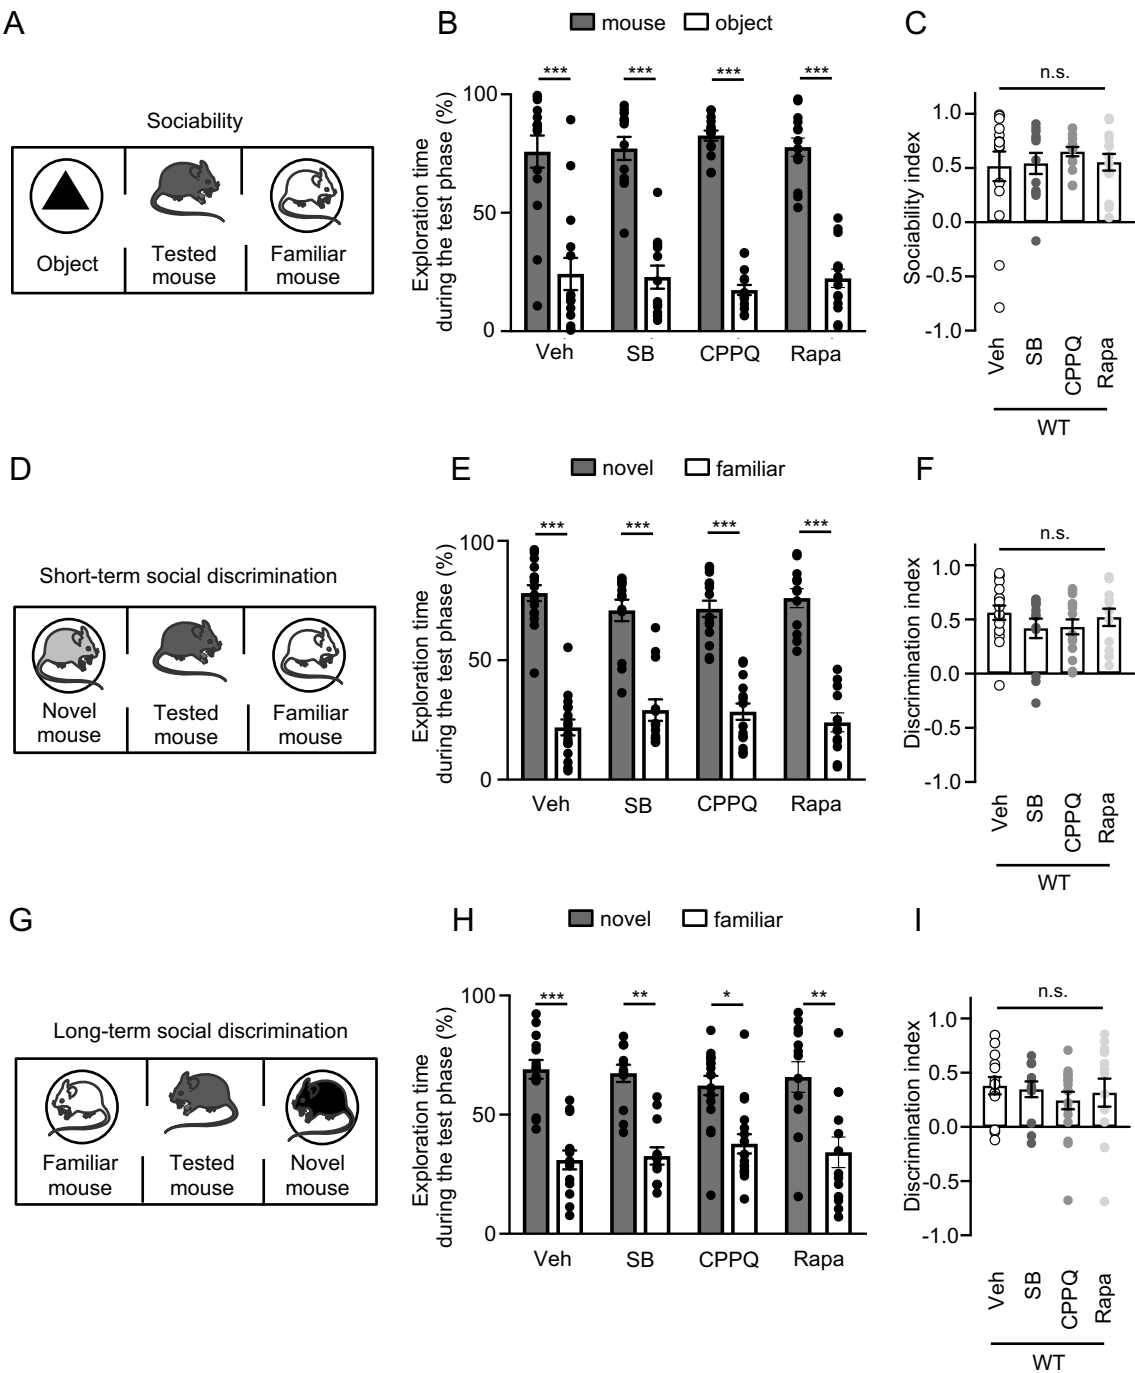 A
B
C
mouse
object
Sociability
Object
Tested
mouse
Familiar
mouse
Exploration time
during the test phase (%)
100
50
0
***
***
***
***
Veh
SB
CPPQ
Rapa
n.s.
Sociability index
1.0
0.5
0.0
-0.5
-1.0
Veh
SB
CPPQ
Rapa
WT
D
E
F
novel
familiar
Short-term social discrimination
Novel
mouse
Tested
mouse
Familiar
mouse
Exploration time
during the test phase (%)
100
50
0
***
***
***
***
Veh
SB
CPPQ
Rapa
n.s.
Discrimination index
1.0
0.5
0.0
-0.5
-1.0
Veh
SB
CPPQ
Rapa
WT
G
H
I
novel
familiar
Long-term social discrimination
Familiar
mouse
Tested
mouse
Novel
mouse
Exploration time
during the test phase (%)
100
50
0
***
**
*
**
Veh
SB
CPPQ
Rapa
n.s.
Discrimination index
1.0
0.5
0.0
-0.5
-1.0
Veh
SB
CPPQ
Rapa
WT